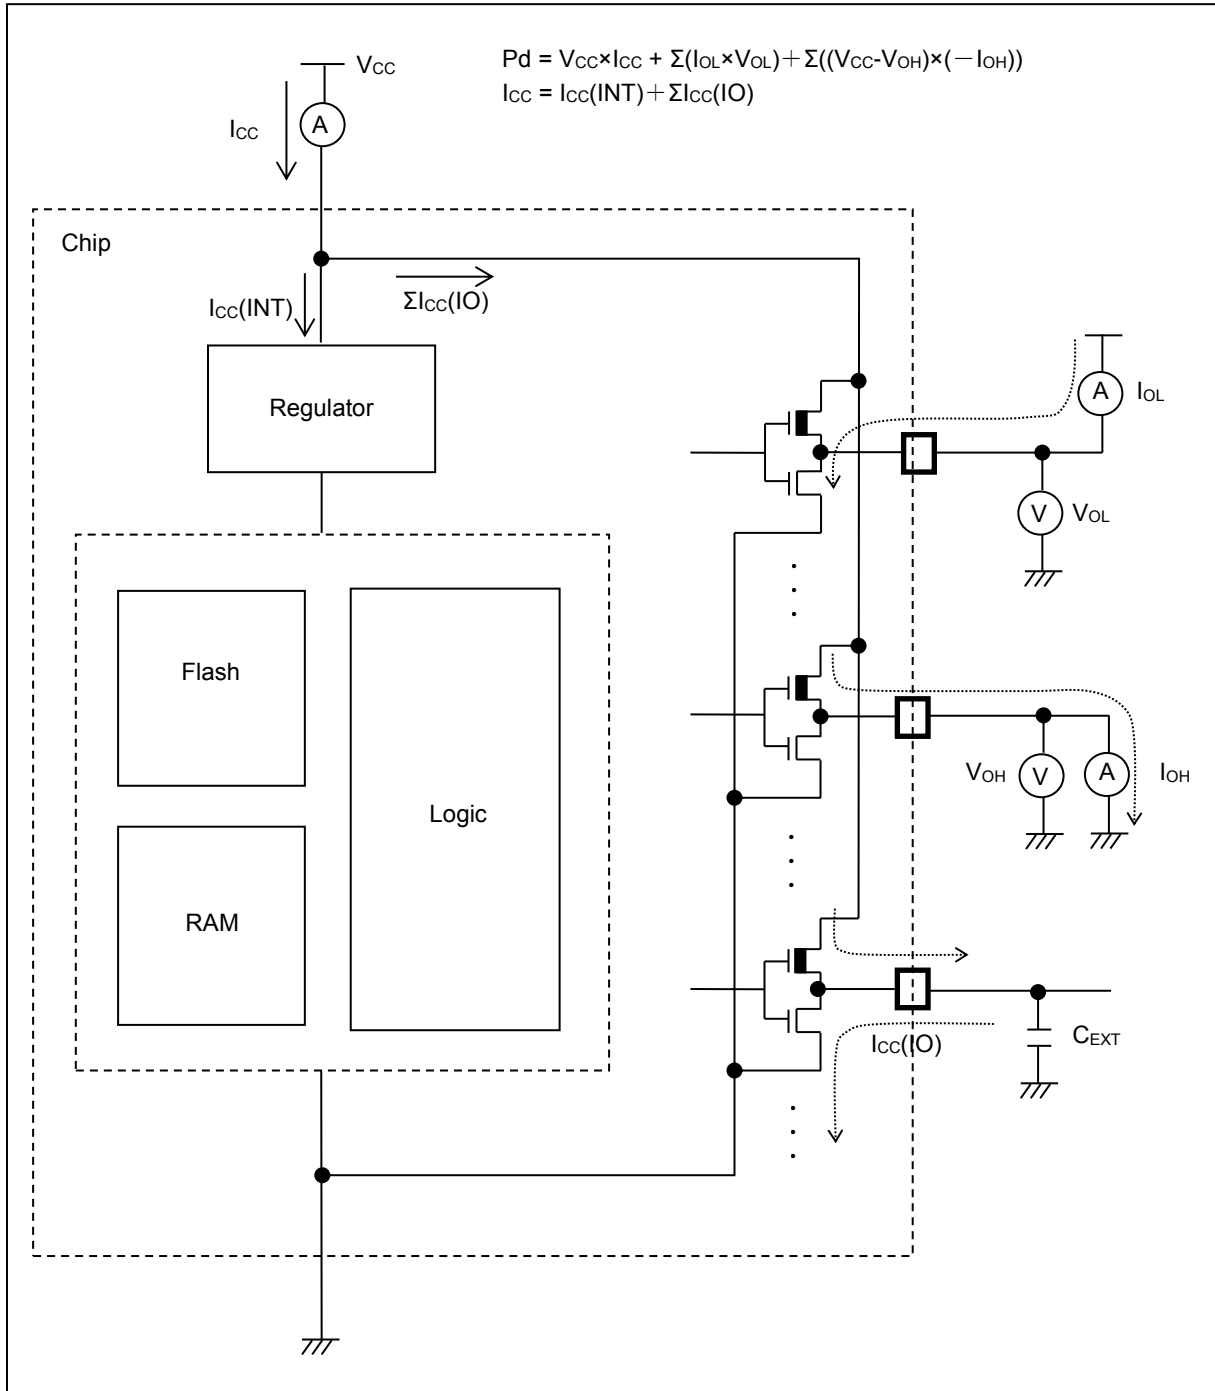 Pd = VCC×ICC + Σ(IOL×VOL)+Σ((VCC-VOH)×(-IOH))
ICC = ICC(INT)+ΣICC(IO)
VCC
A
ICC
Chip
ICC(INT)
ΣICC(IO)
Regulator
A
IOL
V
VOL
Flash
Logic
RAM
VOH
V
A
IOH
ICC(IO)
CEXT